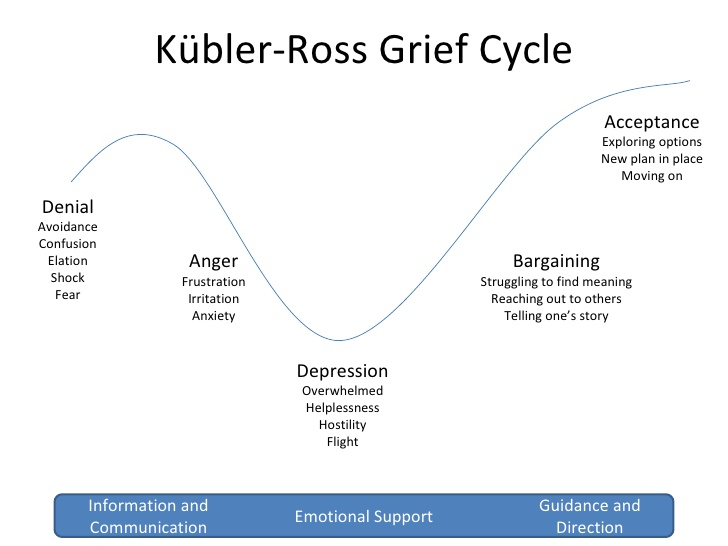 Kübler-Ross Grief Cycle
Denial
Avoidance
Confusion
Elation
Shock
Fear
Anger
Frustration
Irritation
Anxiety
Depression
Overwhelmed
Helplessness
Hostility
Flight
Bargaining
Struggling to find meaning
Reaching out to others
Telling one’s story
Acceptance
Exploring options
New plan in place
Moving on
Information and
Communication
Emotional Support
Guidance and
Direction